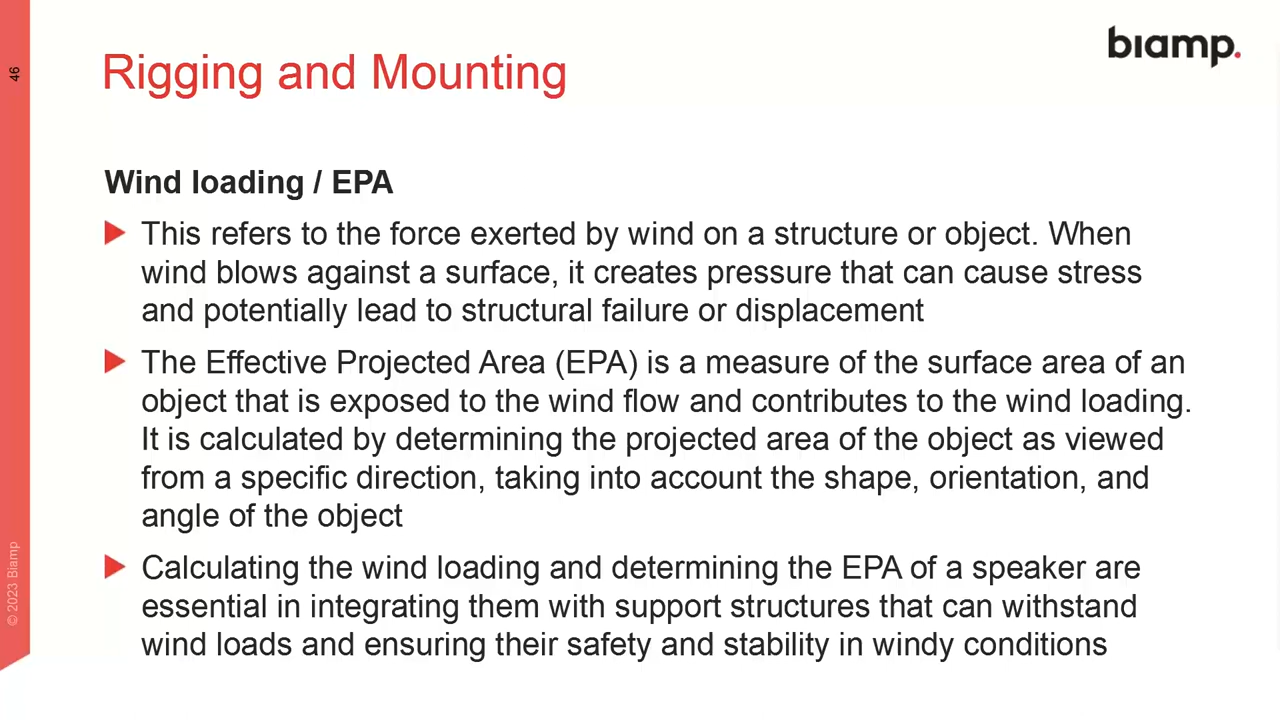 46
Rigging and Mounting
biamp.
Wind loading / EPA
This refers to the force exerted by wind on a structure or object. When
wind blows against a surface, it creates pressure that can cause stress
and potentially lead to structural failure or displacement
The Effective Projected Area (EPA) is a measure of the surface area of an
object that is exposed to the wind flow and contributes to the wind loading.
It is calculated by determining the projected area of the object as viewed
from a specific direction, taking into account the shape, orientation, and
angle of the object
Calculating the wind loading and determining the EPA of a speaker are
essential in integrating them with support structures that can withstand
wind loads and ensuring their safety and stability in windy conditions
© 2023 Biamp